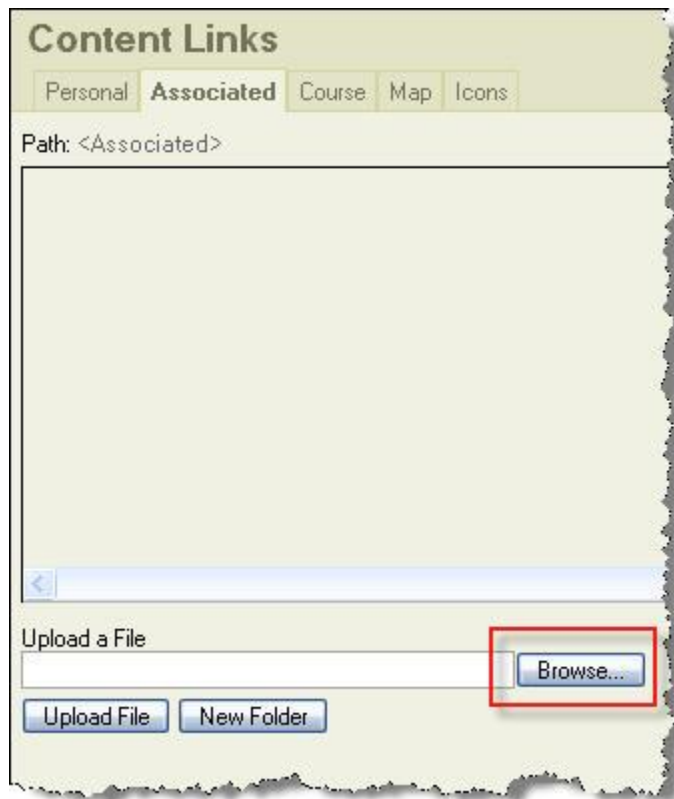 Content Links
Personal Associated Course Map Icons
Path: <Associated>
Upload a File
Browse...
Upload File New Folder